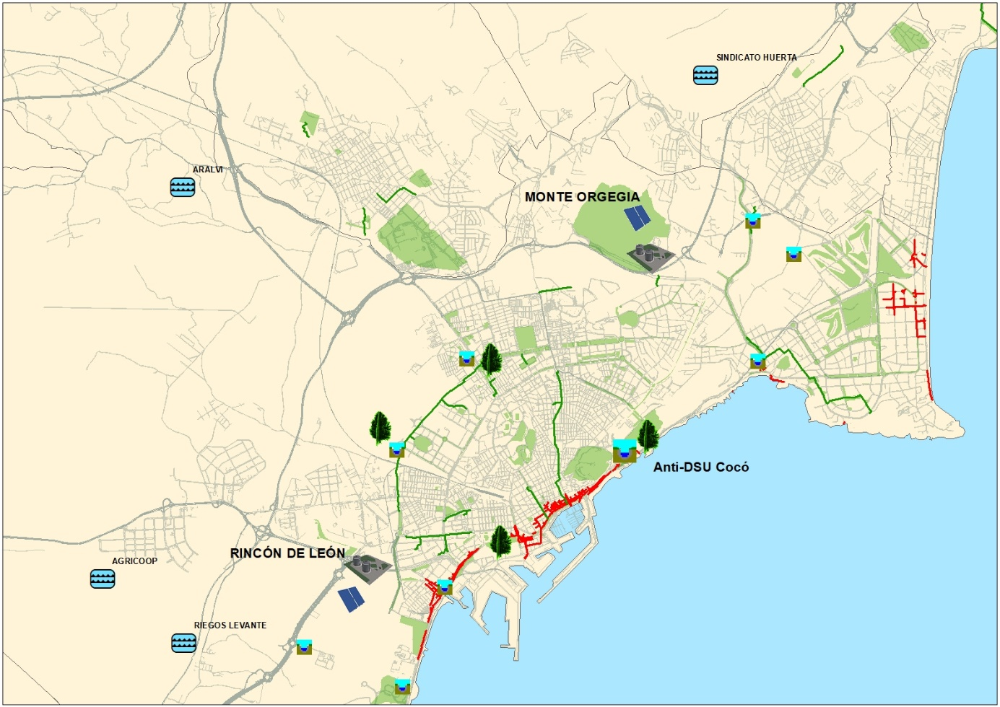 SINDICATO HUERTA
ARALVI
MONTE ORGEGIA
Anti-DSU Cocó
RINCÓN DE LEÓN
AGRICOOP
RIEGOS LEVANTE